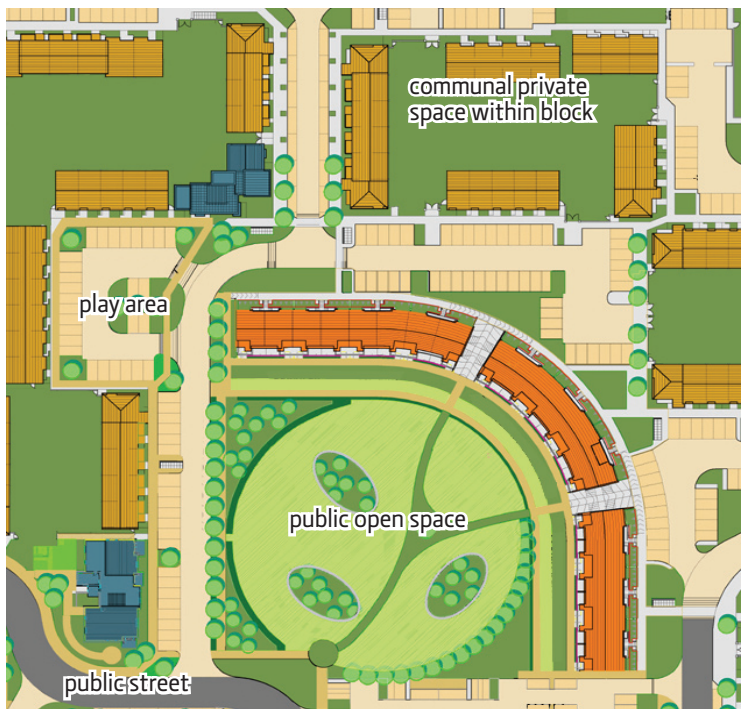 communal private
space within block
play area
public open space
public street